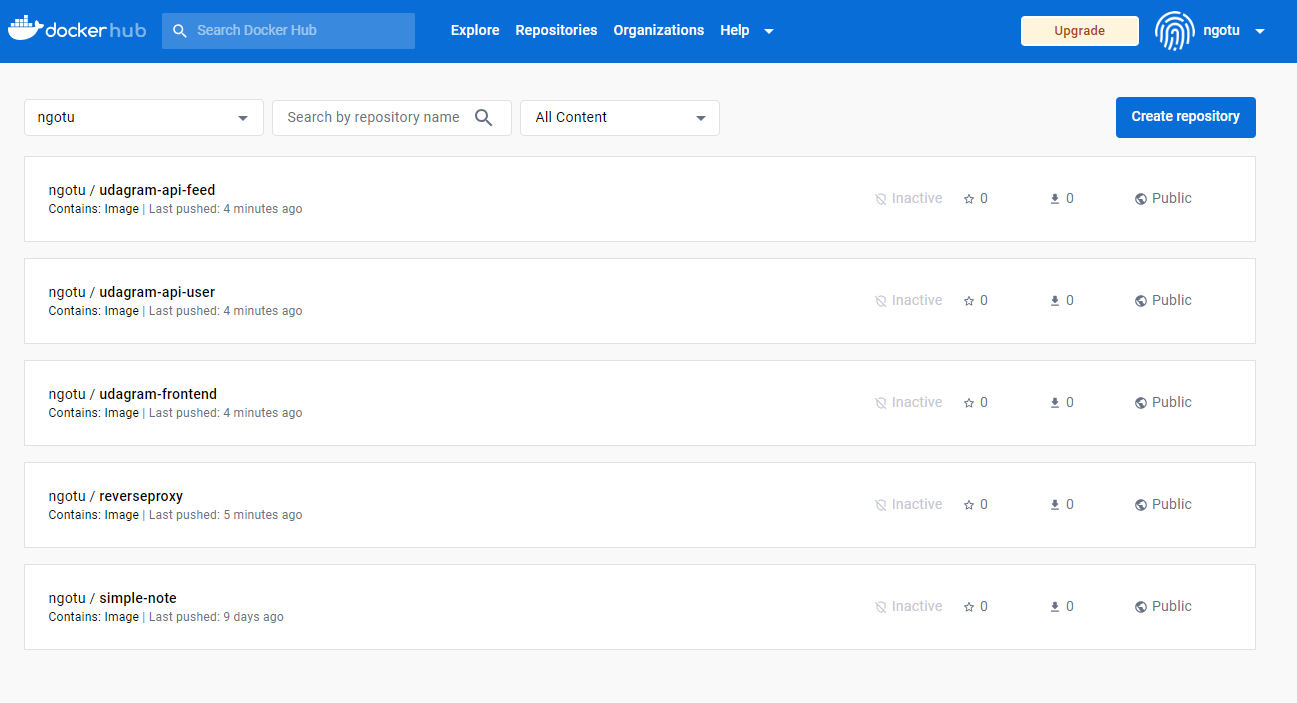 dockerhub Search Docker Hub Explore Repositories Organizations Help Upgrade ngotu
ngotu Search by repository name All Content Create repository
ngotu / udagram-api-feed
Contains: Image | Last pushed: 4 minutes ago
Inactive 0 0 Public
ngotu / udagram-api-user
Contains: Image | Last pushed: 4 minutes ago
Inactive 0 0 Public
ngotu / udagram-frontend
Contains: Image | Last pushed: 4 minutes ago
Inactive 0 0 Public
ngotu / reverseproxy
Contains: Image | Last pushed: 5 minutes ago
Inactive 0 0 Public
ngotu / simple-note
Contains: Image | Last pushed: 9 days ago
Inactive 0 0 Public